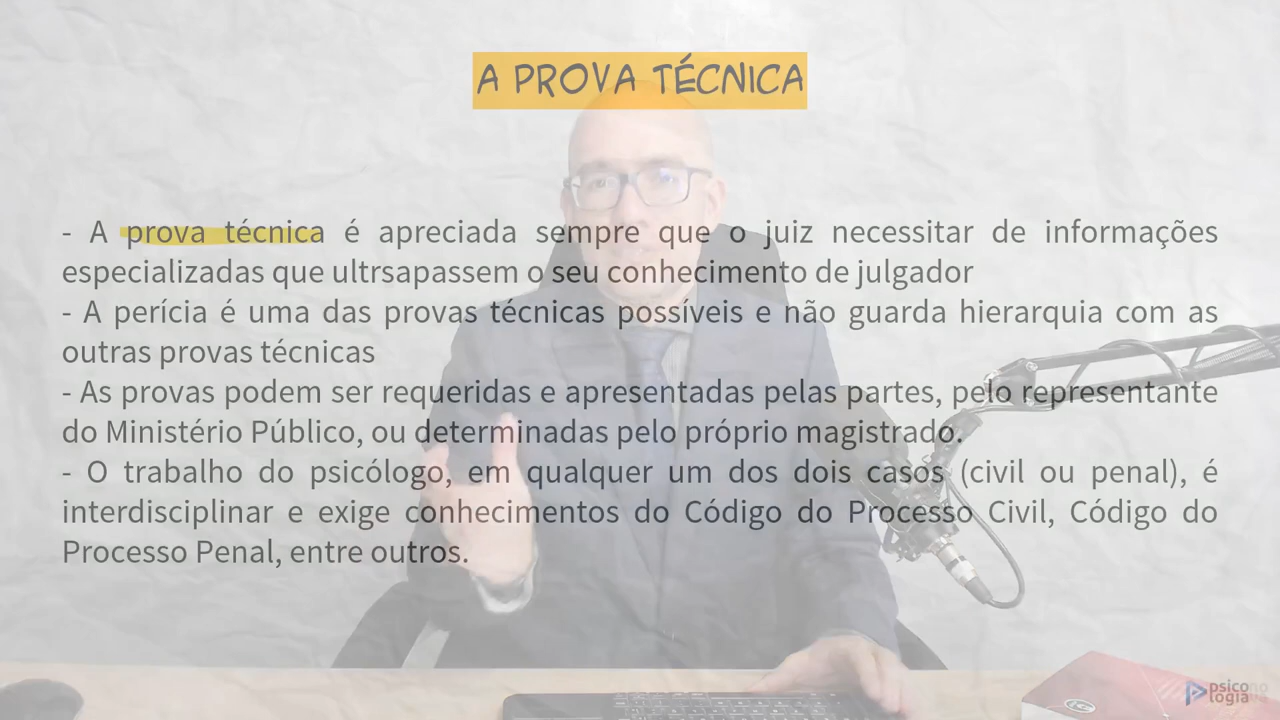 A PROVA TÉCNICA
- A prova técnica é apreciada sempre que o juiz necessitar de informações
especializadas que ultrsapassem o seu conhecimento de julgador
- A perícia é uma das provas técnicas possíveis e não guarda hierarquia com as
outras provas técnicas
- As provas podem ser requeridas e apresentadas pelas partes, pelo representante
do Ministério Público, ou determinadas pelo próprio magistrado.
- O trabalho do psicólogo, em qualquer um dos dois casos (civil ou penal), é
interdisciplinar e exige conhecimentos do Código do Processo Civil, Código do
Processo Penal, entre outros.
psico
logia